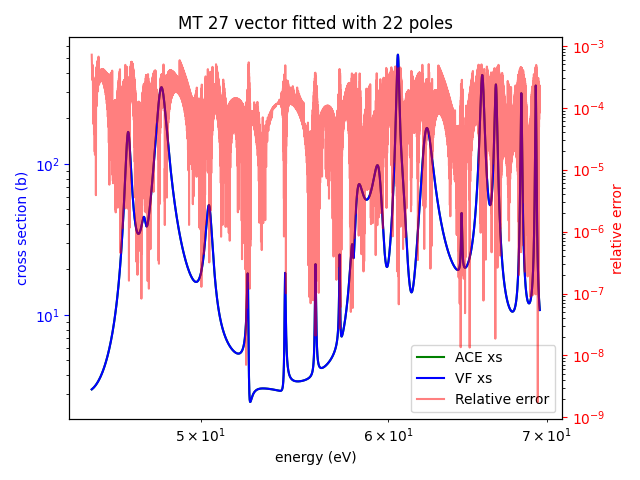 MT 27 vector fitted with 22 poles
cross section (b)
10²
10¹
10⁻³
10⁻⁴
10⁻⁵
10⁻⁶
10⁻⁷
10⁻⁸
10⁻⁹
relative error
ACE xs
VF xs
Relative error
5 × 10¹
6 × 10¹
7 × 10¹
energy (eV)